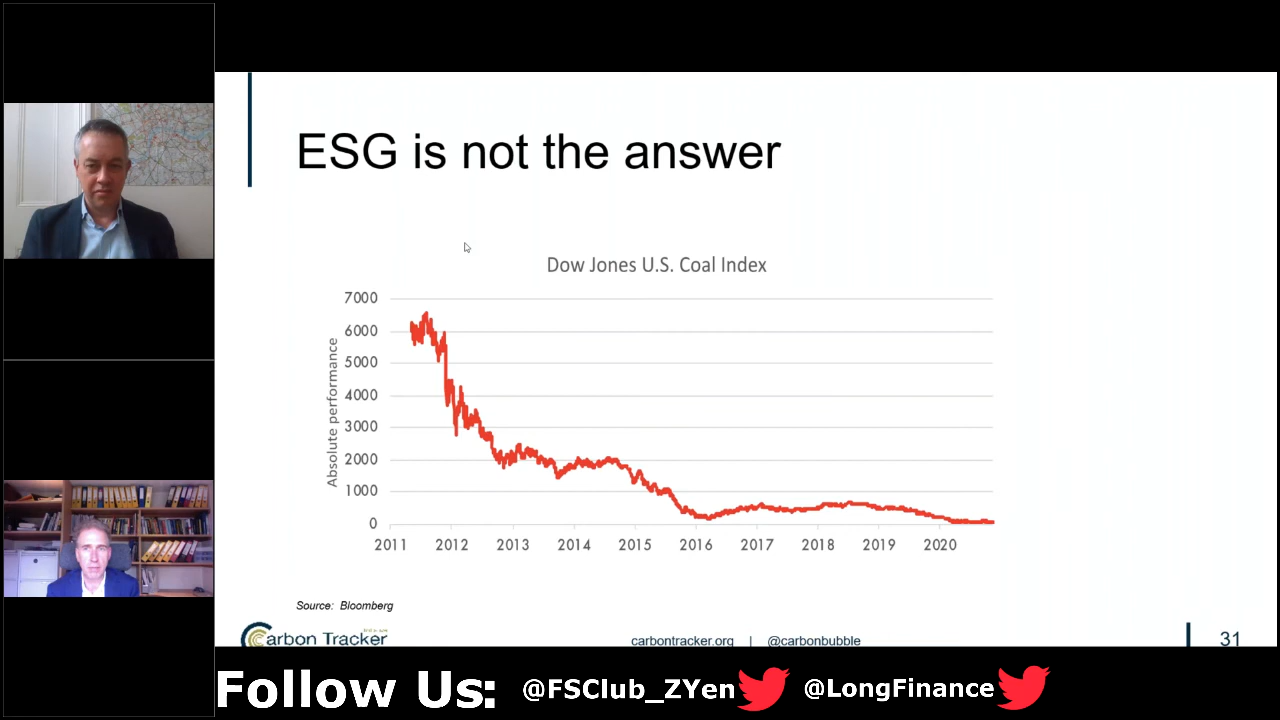 ESG is not the answer
Dow Jones U.S. Coal Index
Absolute performance
7000
6000
5000
4000
3000
2000
1000
0
2011 2012 2013 2014 2015 2016 2017 2018 2019 2020
Source: Bloomberg
Carbon Tracker
carbontracker.org | @carbonbubble
31
Follow Us: @FSClub_ZYen @LongFinance